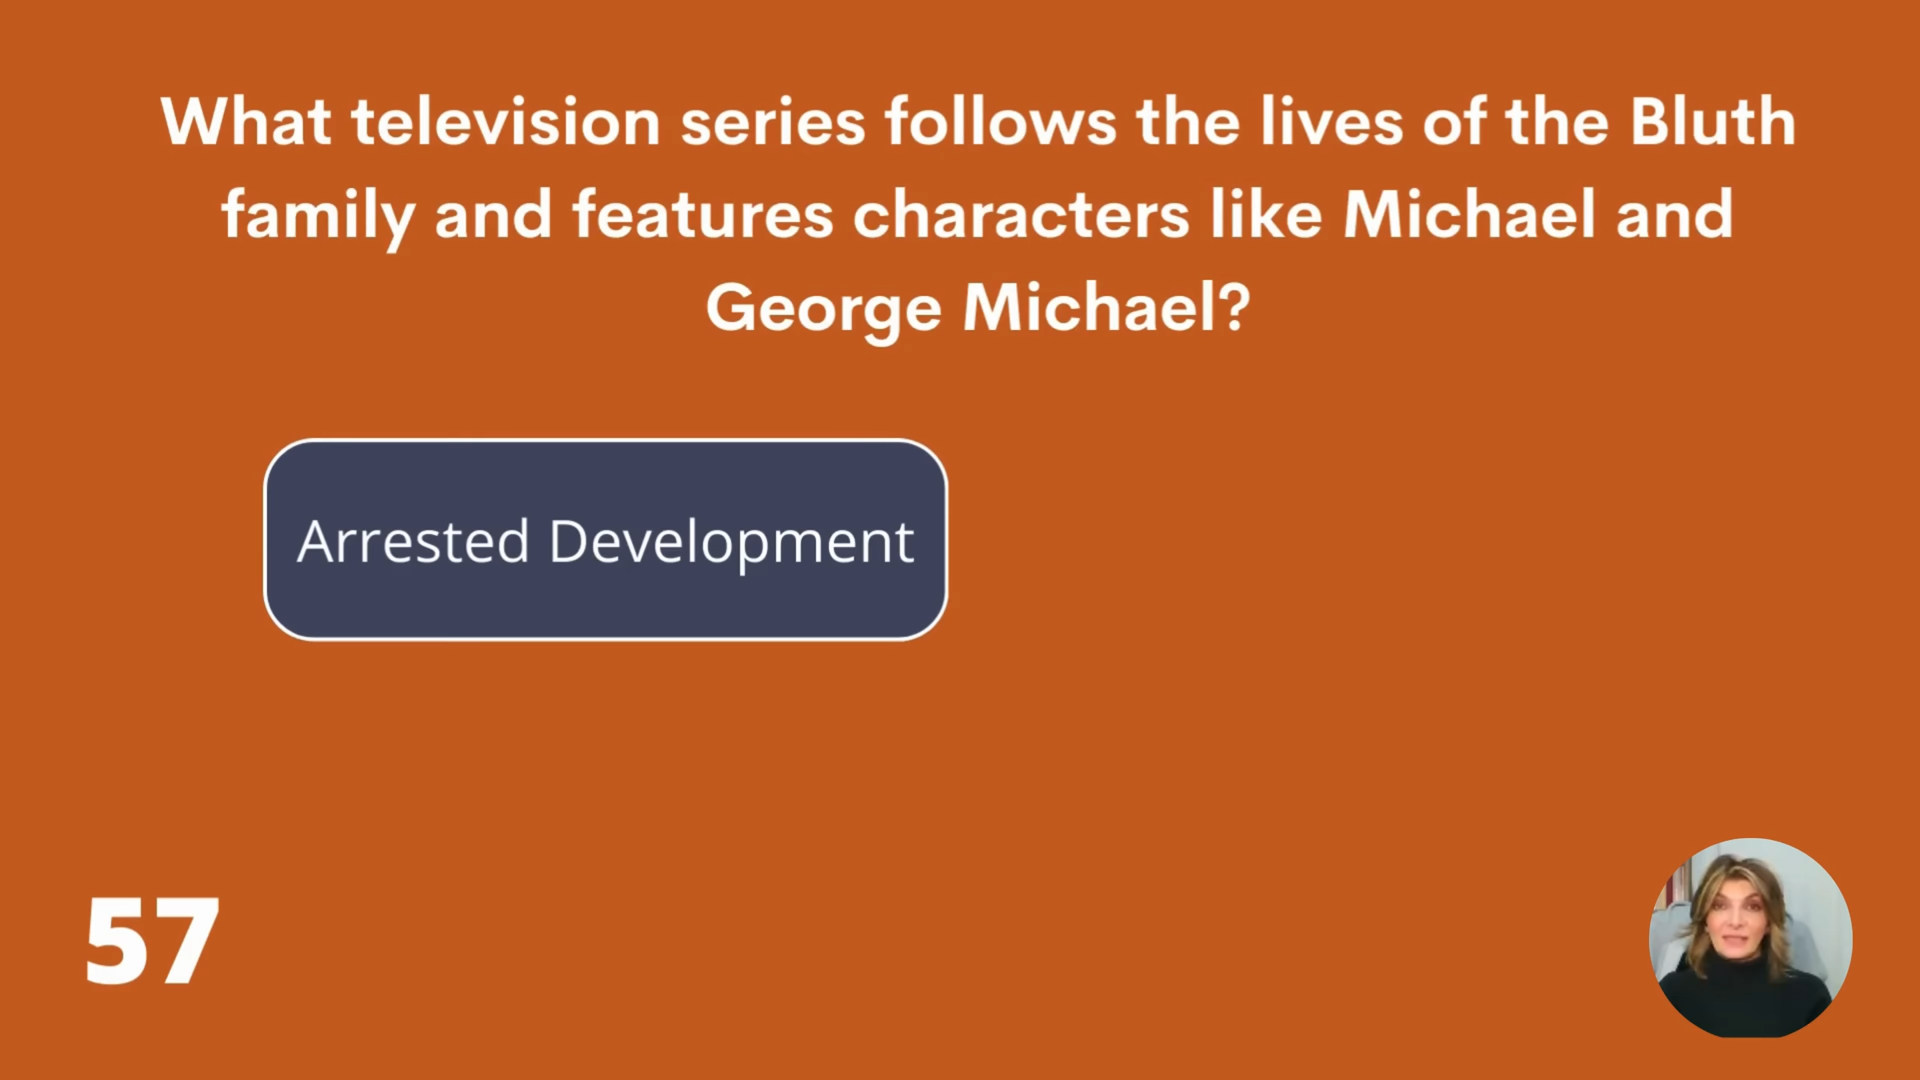 What television series follows the lives of the Bluth
family and features characters like Michael and
George Michael?
Arrested Development
57